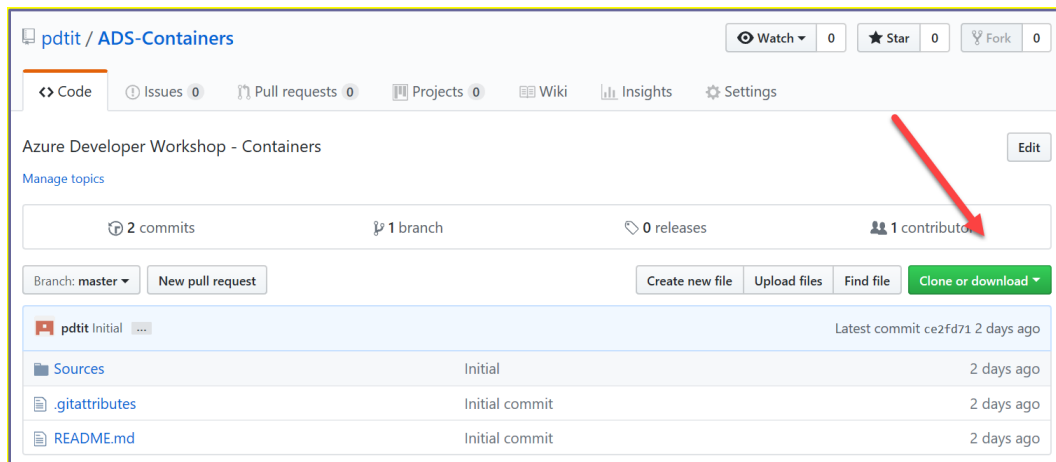 pdtit / ADS-Containers Watch 0 Star 0 Fork 0
Code Issues 0 Pull requests 0 Projects 0 Wiki Insights Settings
Azure Developer Workshop - Containers Edit
Manage topics
2 commits 1 branch 0 releases 1 contributor
Branch: master New pull request Create new file Upload files Find file Clone or download
pdtit Initial ... Latest commit ce2fd71 2 days ago
Sources Initial 2 days ago
.gitattributes Initial commit 2 days ago
README.md Initial commit 2 days ago